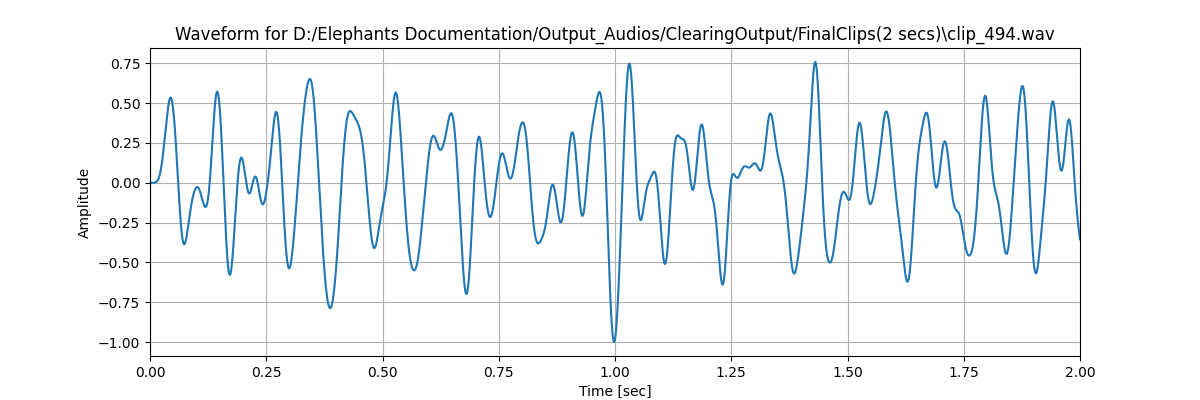 Waveform for D:/Elephants Documentation/Output_Audios/ClearingOutput/FinalClips(2 secs)\clip_494.wav
0.75
0.50
0.25
0.00
−0.25
−0.50
−0.75
−1.00
Amplitude
0.00 0.25 0.50 0.75 1.00 1.25 1.50 1.75 2.00
Time [sec]